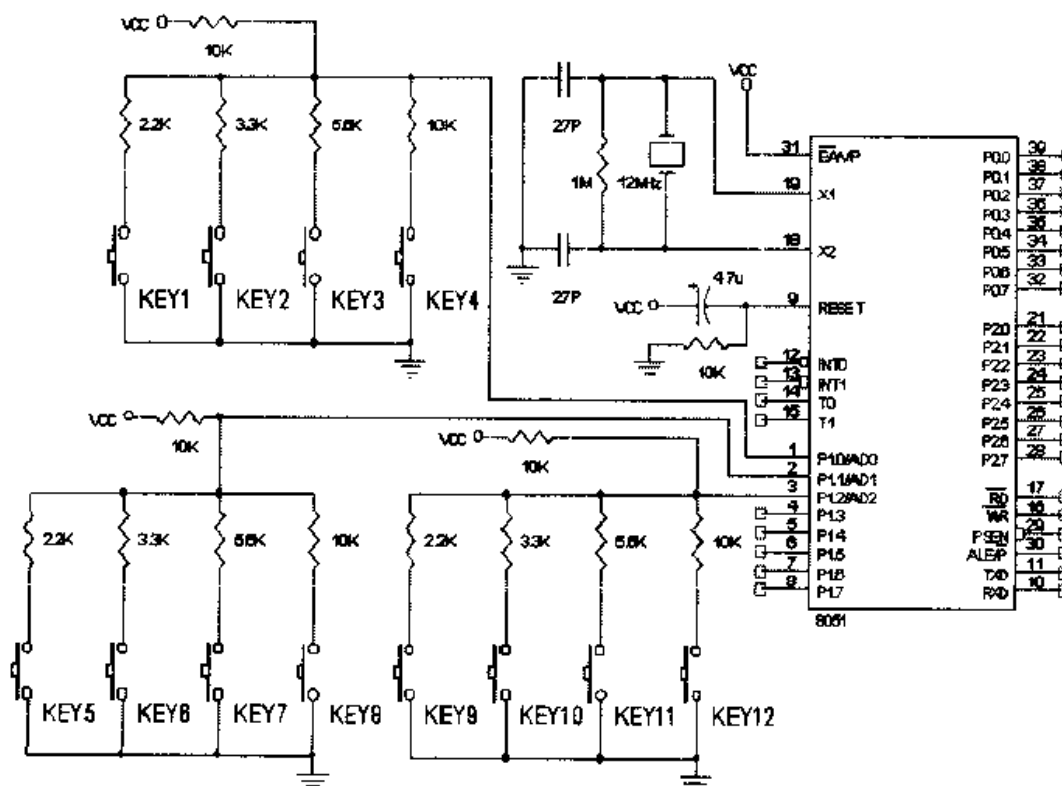 VCC
10K
2.2K
3.3K
5.6K
10K
KEY1
KEY2
KEY3
KEY4
27P
1M
12MHz
27P
VCC
VCC
4.7u
10K
VCC
10K
VCC
10K
2.2K
3.3K
5.6K
10K
2.2K
3.3K
5.6K
10K
KEY5
KEY6
KEY7
KEY8
KEY9
KEY10
KEY11
KEY12
31 EA/VP
19 X1
18 X2
9 RESET
12 INT0
13 INT1
14 T0
15 T1
1 P1.0/AD0
2 P1.1/AD1
3 P1.2/AD2
4 P1.3
5 P1.4
6 P1.5
7 P1.6
8 P1.7
P0.0 39
P0.1 38
P0.2 37
P0.3 36
P0.4 35
P0.5 34
P0.6 33
P0.7 32
P2.0 21
P2.1 22
P2.2 23
P2.3 24
P2.4 25
P2.5 26
P2.6 27
P2.7 28
RD 17
WR 16
PSEN 29
ALE/P 30
TXD 11
RXD 10
8051